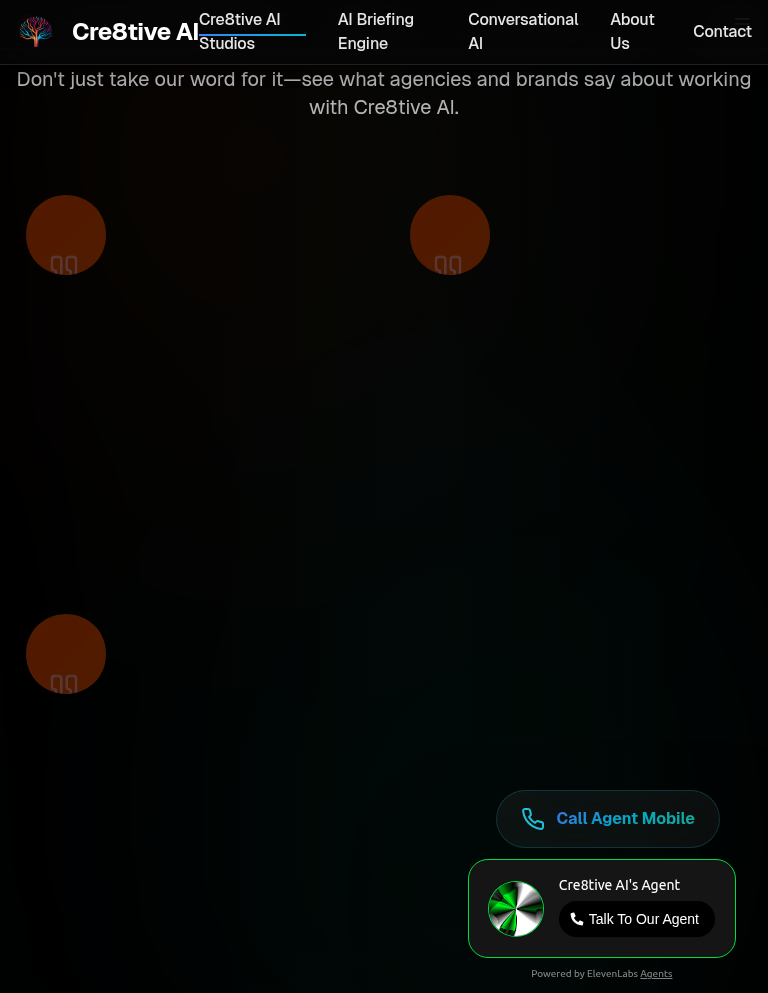 Cre8tive AI
Cre8tive AI
Studios
AI Briefing
Engine
Conversational
AI
About
Us
Contact
Don't just take our word for it—see what agencies and brands say about working
with Cre8tive AI.
Call Agent Mobile
Cre8tive AI's Agent
Talk To Our Agent
Powered by ElevenLabs Agents